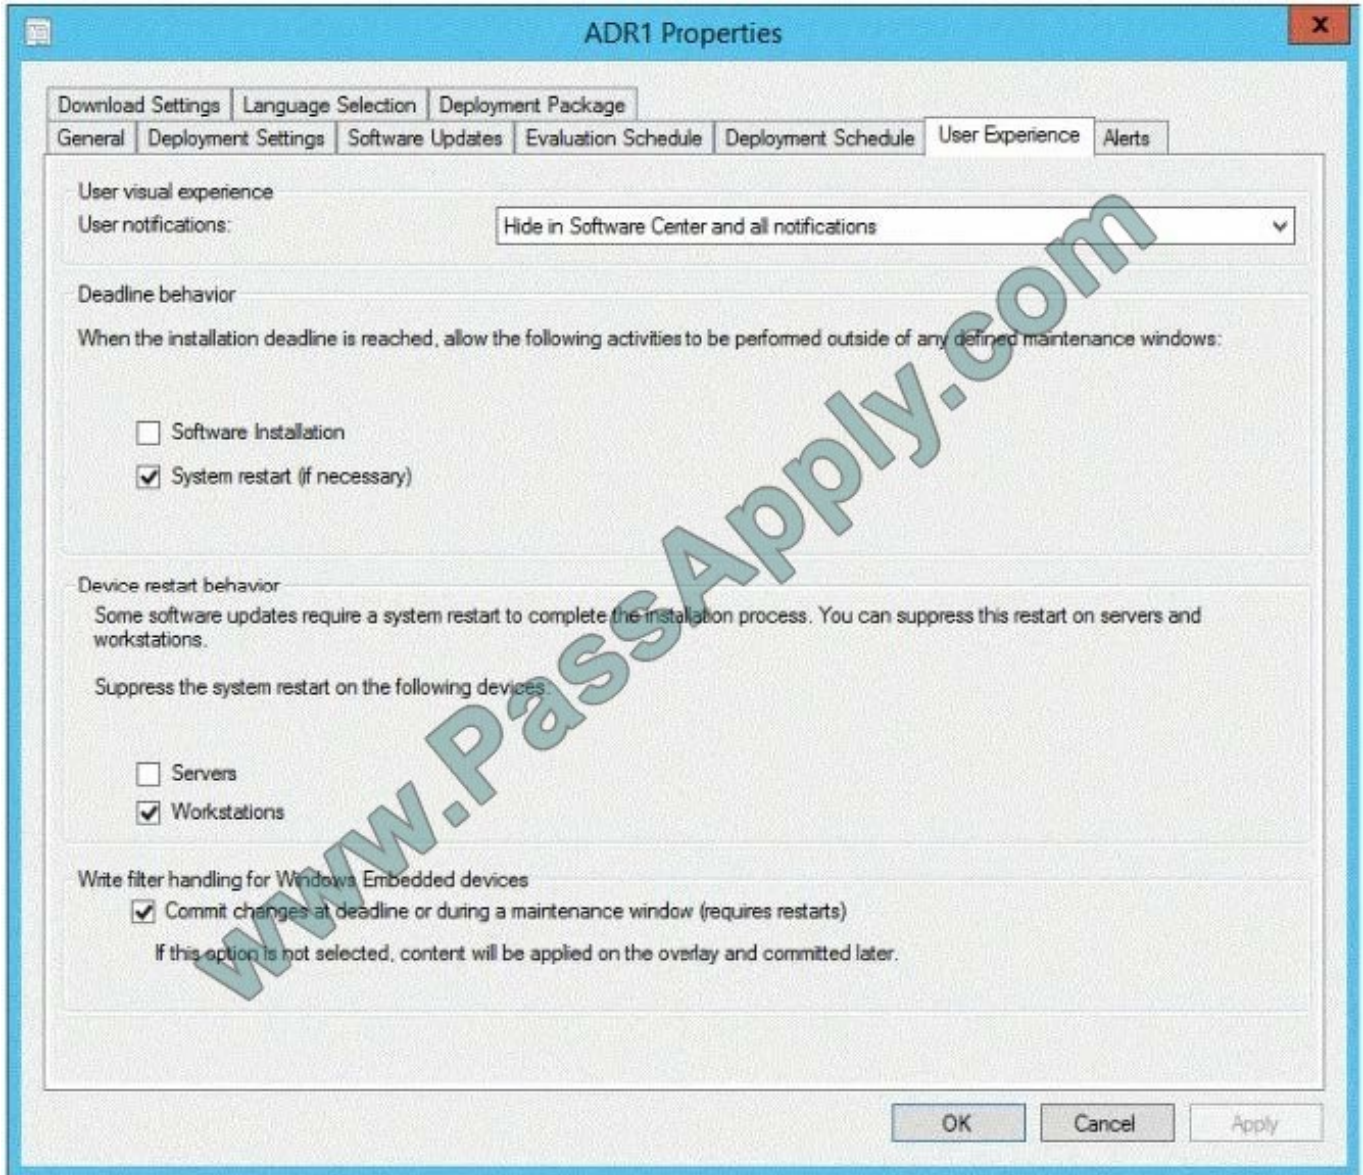 ADR1 Properties
x
Download Settings
Language Selection
Deployment Package
General
Deployment Settings
Software Updates
Evaluation Schedule
Deployment Schedule
User Experience
Alerts
User visual experience
User notifications:
Hide in Software Center and all notifications
Deadline behavior
When the installation deadline is reached, allow the following activities to be performed outside of any defined maintenance windows:
Software Installation
System restart (if necessary)
Device restart behavior
Some software updates require a system restart to complete the installation process. You can suppress this restart on servers and
workstations.
Suppress the system restart on the following devices:
Servers
Workstations
Write filter handling for Windows Embedded devices
Commit changes at deadline or during a maintenance window (requires restarts)
If this option is not selected, content will be applied on the overlay and committed later.
OK
Cancel
Apply
www.PassApply.com